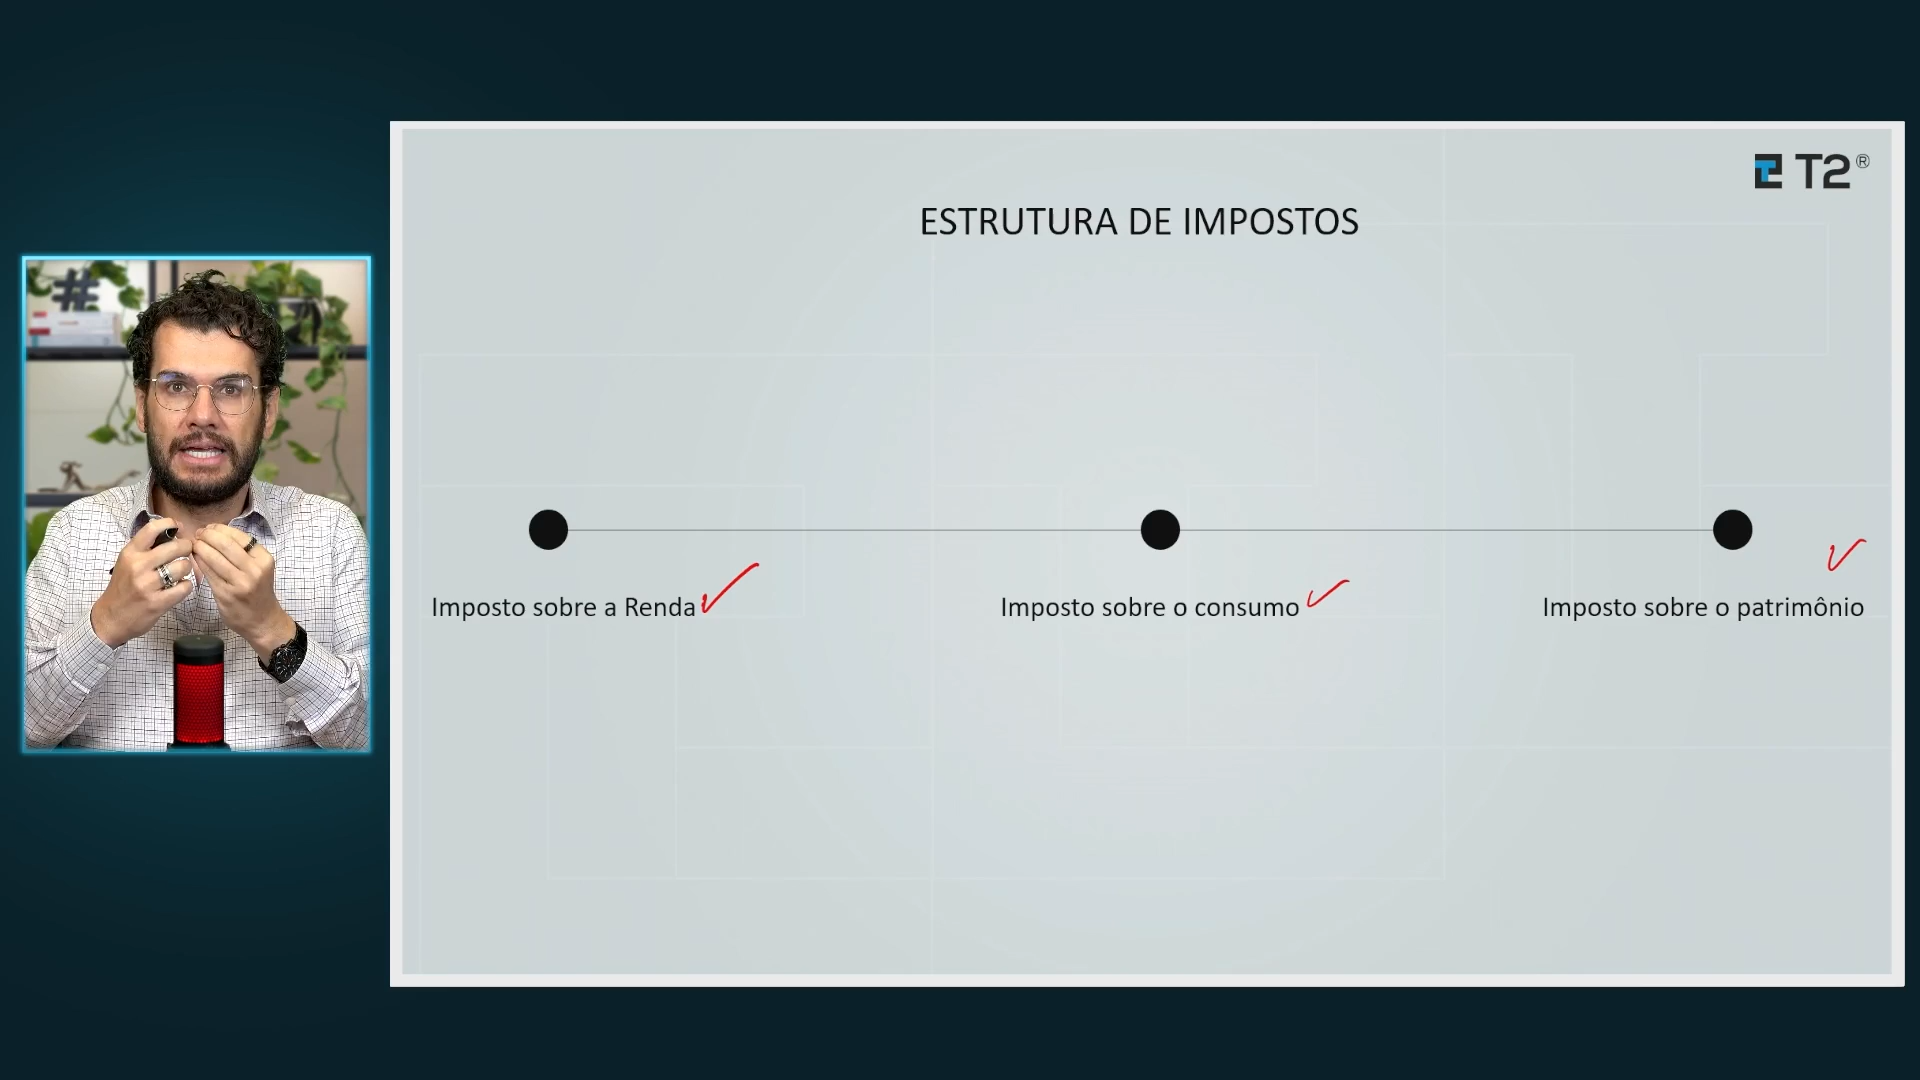 T2®
ESTRUTURA DE IMPOSTOS
Imposto sobre a Renda
Imposto sobre o consumo
Imposto sobre o patrimônio